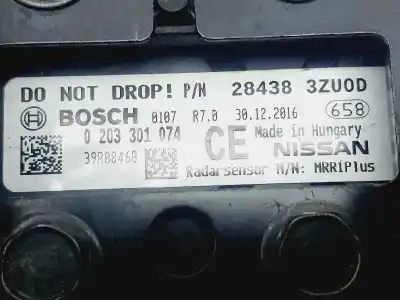 DO NOT DROP! P/N 28438 3ZU0D
BOSCH 0107 R7.0 30.12.2016 658
0 203 301 074 CE Made in Hungary
39R08460 NISSAN
Radarsensor M/N: MRR1Plus